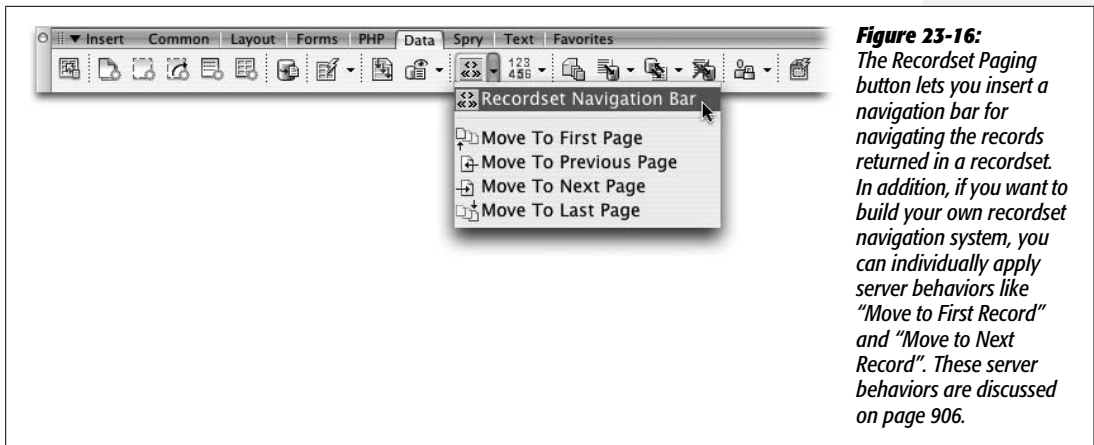 Insert Common Layout Forms PHP Data Spry Text Favorites
123
456
Recordset Navigation Bar
Move To First Page
Move To Previous Page
Move To Next Page
Move To Last Page
Figure 23-16:
The Recordset Paging
button lets you insert a
navigation bar for
navigating the records
returned in a recordset.
In addition, if you want to
build your own recordset
navigation system, you
can individually apply
server behaviors like
“Move to First Record”
and “Move to Next
Record”. These server
behaviors are discussed
on page 906.